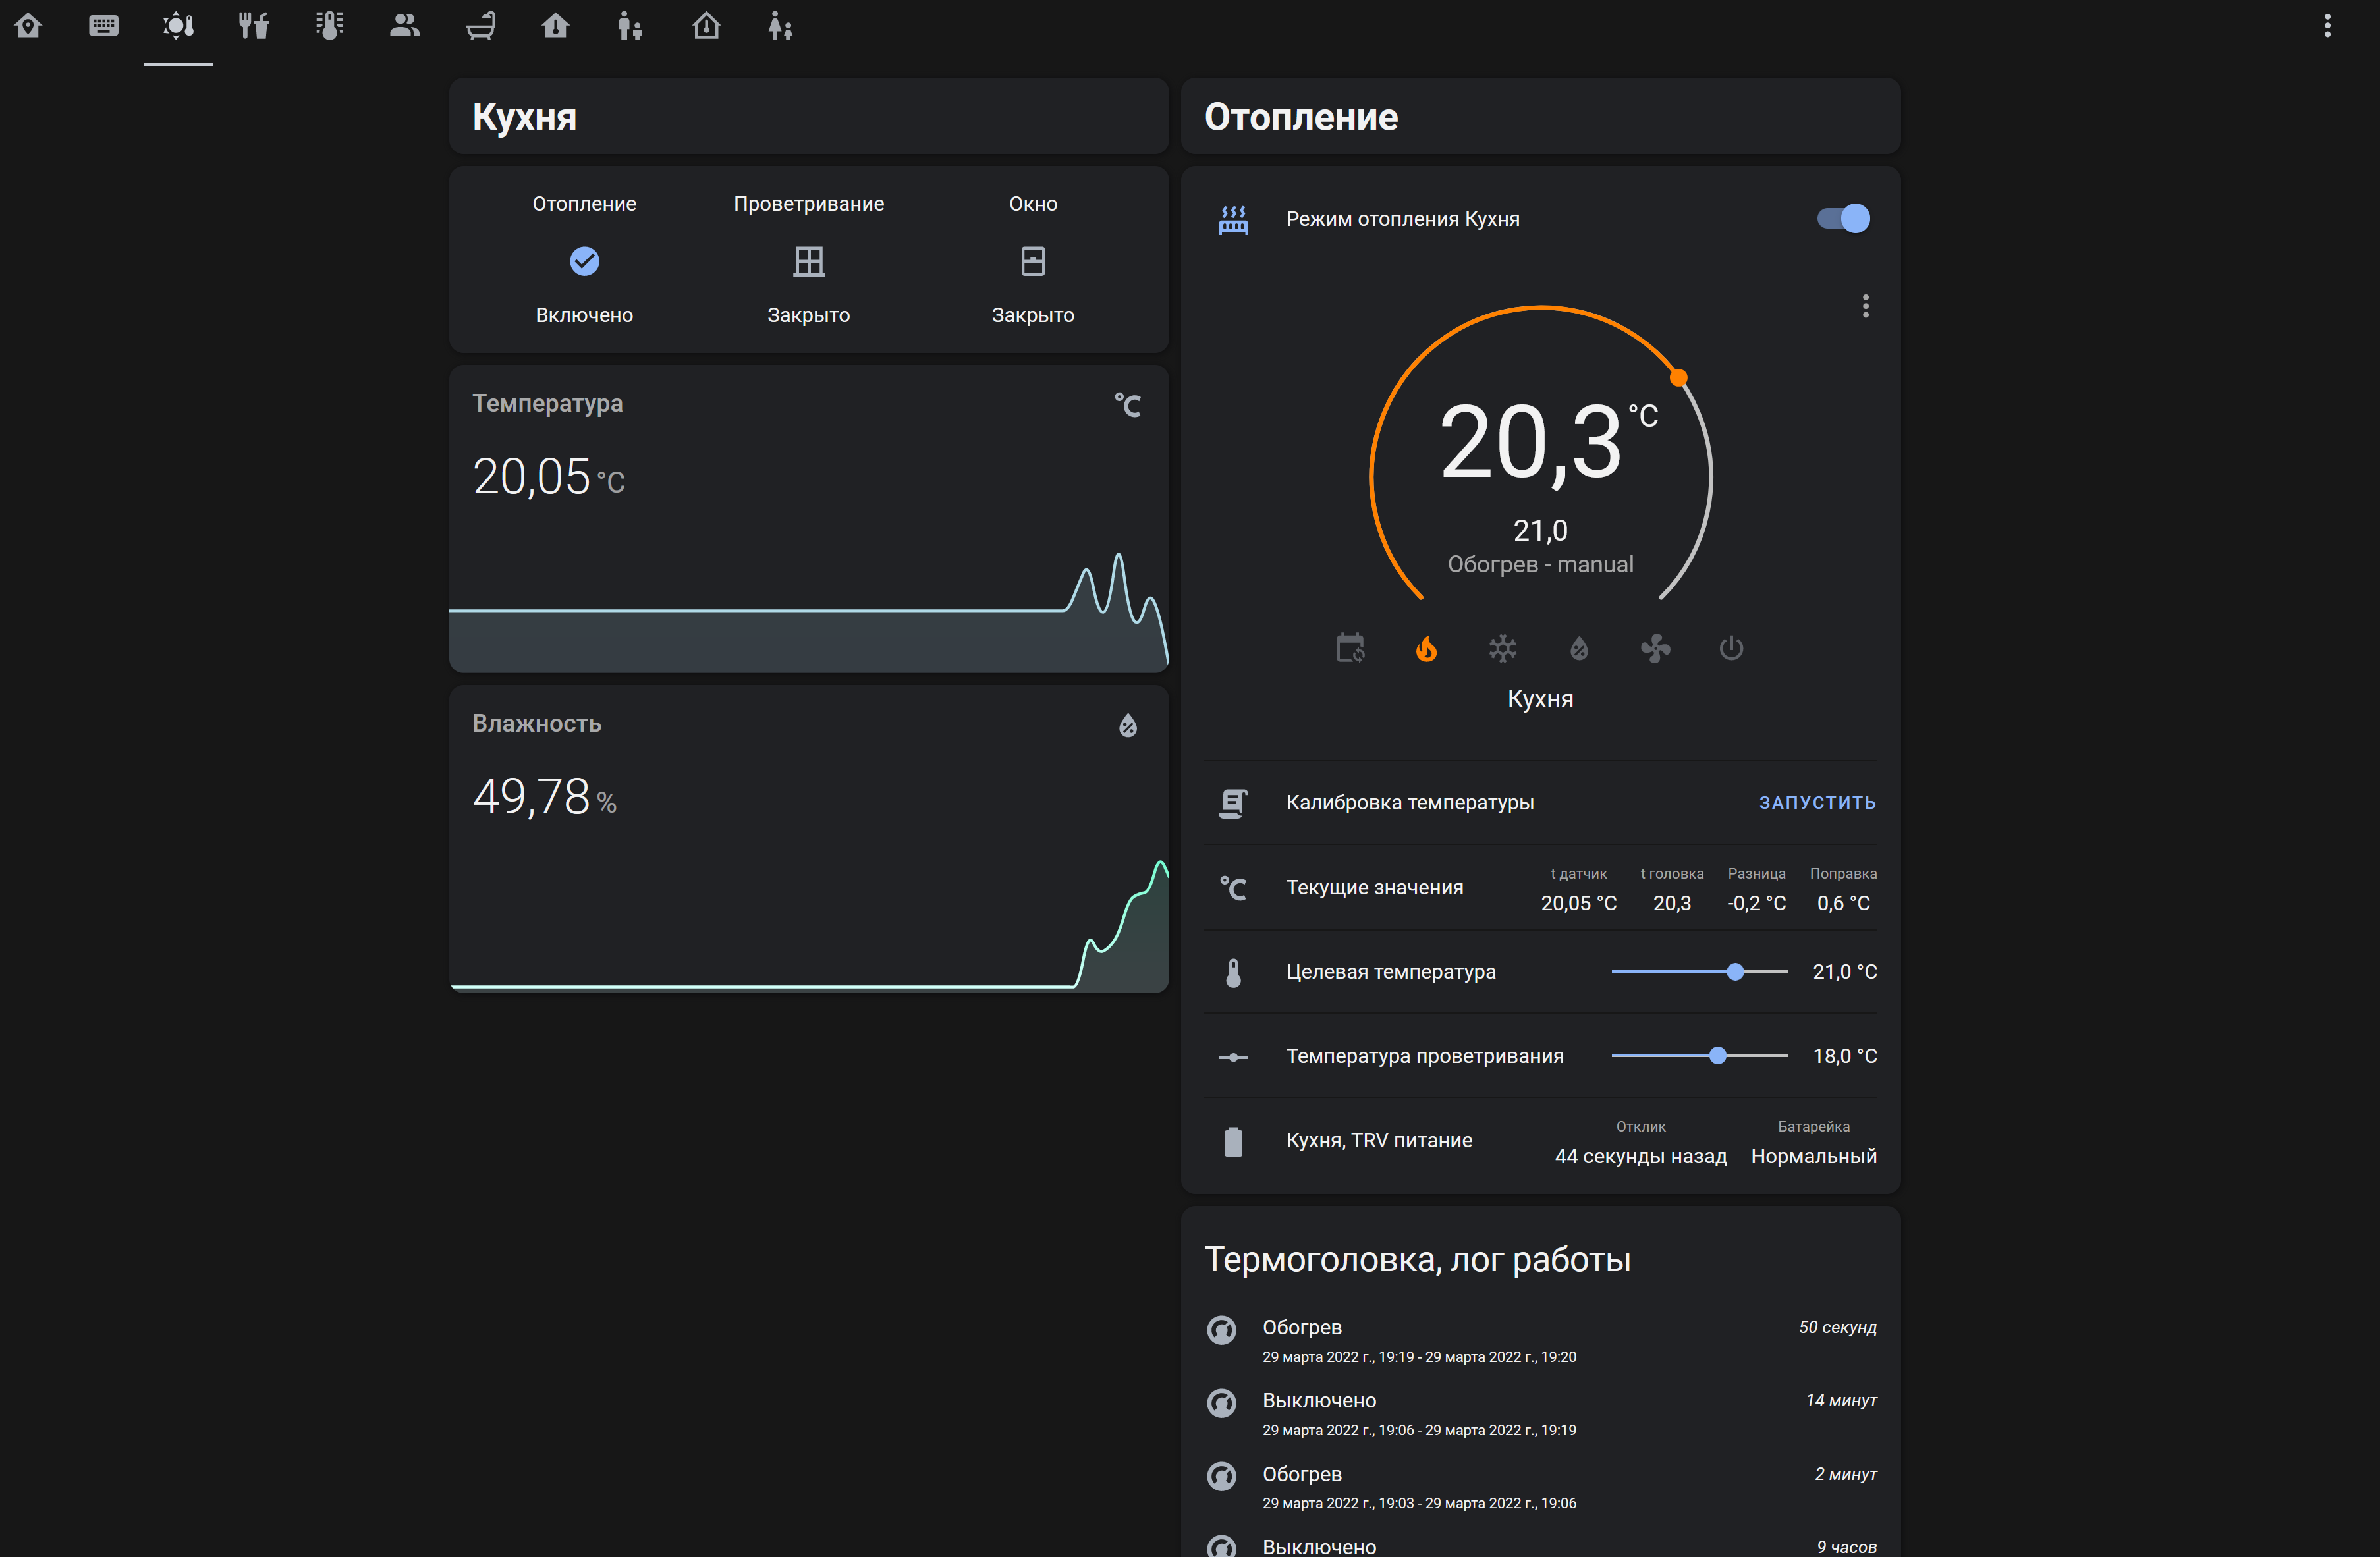 Кухня
Отопление Проветривание Окно
Включено Закрыто Закрыто
Температура °C
20,05 °C
Влажность
49,78 %
Отопление
Режим отопления Кухня
20,3 °C
21,0
Обогрев - manual
Кухня
Калибровка температуры ЗАПУСТИТЬ
t датчик t головка Разница Поправка
Текущие значения
20,05 °C 20,3 -0,2 °C 0,6 °C
Целевая температура 21,0 °C
Температура проветривания 18,0 °C
Отклик Батарейка
Кухня, TRV питание
44 секунды назад Нормальный
Термоголовка, лог работы
Обогрев 50 секунд
29 марта 2022 г., 19:19 - 29 марта 2022 г., 19:20
Выключено 14 минут
29 марта 2022 г., 19:06 - 29 марта 2022 г., 19:19
Обогрев 2 минут
29 марта 2022 г., 19:03 - 29 марта 2022 г., 19:06
Выключено 9 часов